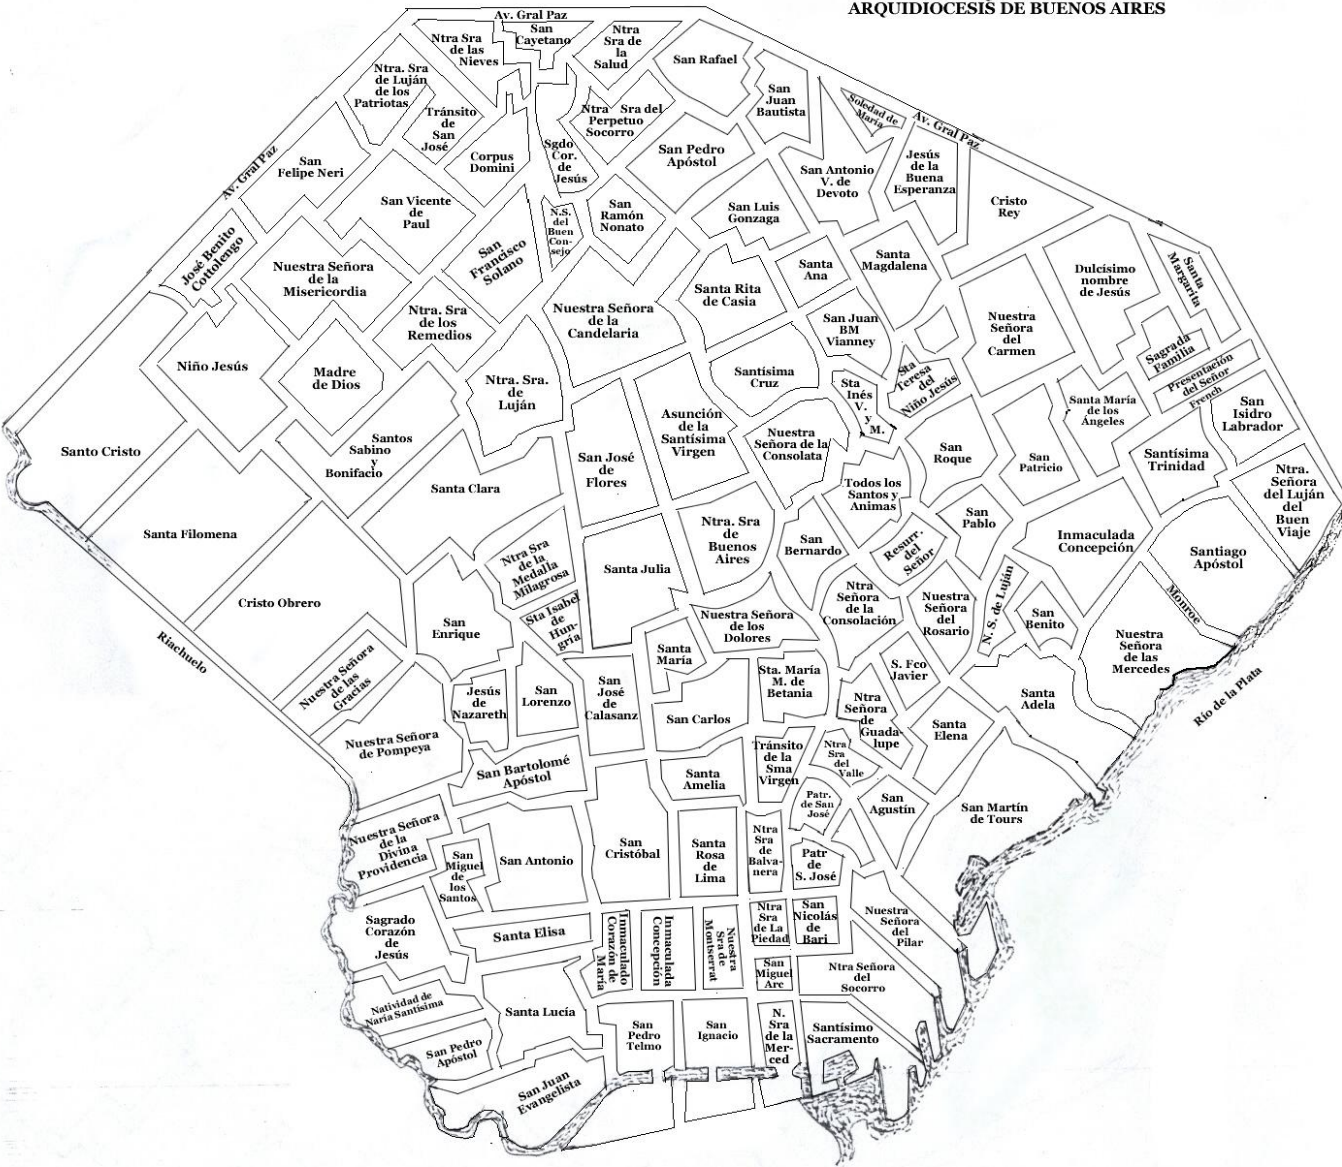 ARQUIDIOCESIS DE BUENOS AIRES
Av. Gral Paz
San
Cayetano
Ntra Sra
de las
Nieves
Ntra
Sra de
la
Salud
San Rafael
San
Juan
Bautista
Soledad de
María
Av. Gral Paz
Ntra. Sra
de Luján
de los
Patriotas
Tránsito
de
San
José
Corpus
Domini
Sgdo
Cor.
de
Jesús
Ntra Sra del
Perpetuo
Socorro
San Pedro
Apóstol
San Antonio
V. de
Devoto
Jesús
de la
Buena
Esperanza
Cristo
Rey
Av. Gral Paz
San
Felipe Neri
San Vicente
de
Paul
San
Francisco
Solano
N.S.
del
Buen
Con-
sejo
San
Ramón
Nonato
San Luis
Gonzaga
Santa
Ana
Santa
Magdalena
Dulcísimo
nombre
de Jesús
Santa
Margarita
José Benito
Cottolengo
Nuestra Señora
de la
Misericordia
Ntra. Sra
de los
Remedios
Nuestra Señora
de la
Candelaria
Santa Rita
de Casia
San Juan
BM
Vianney
Nuestra
Señora
del
Carmen
Sagrada
Familia
Presentación
del Señor
French
Niño Jesús
Madre
de Dios
Ntra. Sra.
de
Luján
Santísima
Cruz
Sta
Inés
V.
y
M.
Sta
Teresa
del
Niño Jesús
Santa María
de los
Ángeles
San
Isidro
Labrador
Santo Cristo
Santos
Sabino
y
Bonifacio
Santa Clara
San José
de
Flores
Asunción
de la
Santísima
Virgen
Nuestra
Señora de la
Consolata
San
Roque
San
Patricio
Santísima
Trinidad
Ntra.
Señora
del Luján
del
Buen
Viaje
Santa Filomena
Todos los
Santos y
Animas
San
Pablo
Inmaculada
Concepción
Santiago
Apóstol
Ntra Sra
de la
Medalla
Milagrosa
Santa Julia
Ntra. Sra
de
Buenos
Aires
San
Bernardo
Resurr.
del
Señor
Cristo Obrero
San
Enrique
Sta Isabel
de
Hun-
gría
Nuestra Señora
de los
Dolores
Ntra
Señora
de la
Consolación
Nuestra
Señora
del
Rosario
N. S. de Luján
San
Benito
Monroe
Nuestra
Señora
de las
Mercedes
Riachuelo
Nuestra Señora
de las
Gracias
Jesús
de
Nazareth
San
Lorenzo
San
José
de
Calasanz
Santa
María
San Carlos
Sta. María
M. de
Betania
S. Fco
Javier
Santa
Adela
Río de la Plata
Nuestra Señora
de Pompeya
San Bartolomé
Apóstol
Santa
Amelia
Tránsito
de la
Sma
Virgen
Ntra
Señora
de
Guada-
lupe
Ntra
Sra
del
Valle
Santa
Elena
Patr.
de San
José
San
Agustín
San Martín
de Tours
Nuestra Señora
de la
Divina
Providencia
San
Miguel
de los
Santos
San Antonio
San
Cristóbal
Santa
Rosa
de
Lima
Ntra
Sra
de
Balva-
nera
Patr
de
S. José
Sagrado
Corazón
de
Jesús
Santa Elisa
Inmaculado
Corazón de
María
Inmaculada
Concepción
Nuestra
Sra de
Montserrat
Ntra
Sra
de La
Piedad
San
Nicolás
de
Bari
Nuestra
Señora
del
Pilar
San
Miguel
Arc
Ntra Señora
del
Socorro
Natividad de
Naría Santísima
Santa Lucía
San
Pedro
Telmo
San
Ignacio
N.
Sra
de la
Mer-
ced
Santísimo
Sacramento
San Pedro
Apóstol
San Juan
Evangelista